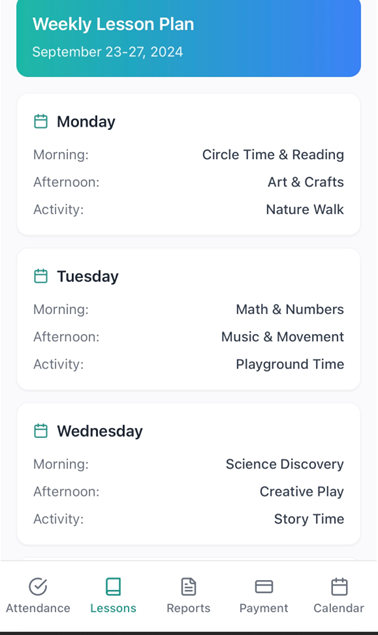 Weekly Lesson Plan
September 23-27, 2024
Monday
Morning: Circle Time & Reading
Afternoon: Art & Crafts
Activity: Nature Walk
Tuesday
Morning: Math & Numbers
Afternoon: Music & Movement
Activity: Playground Time
Wednesday
Morning: Science Discovery
Afternoon: Creative Play
Activity: Story Time
Attendance Lessons Reports Payment Calendar